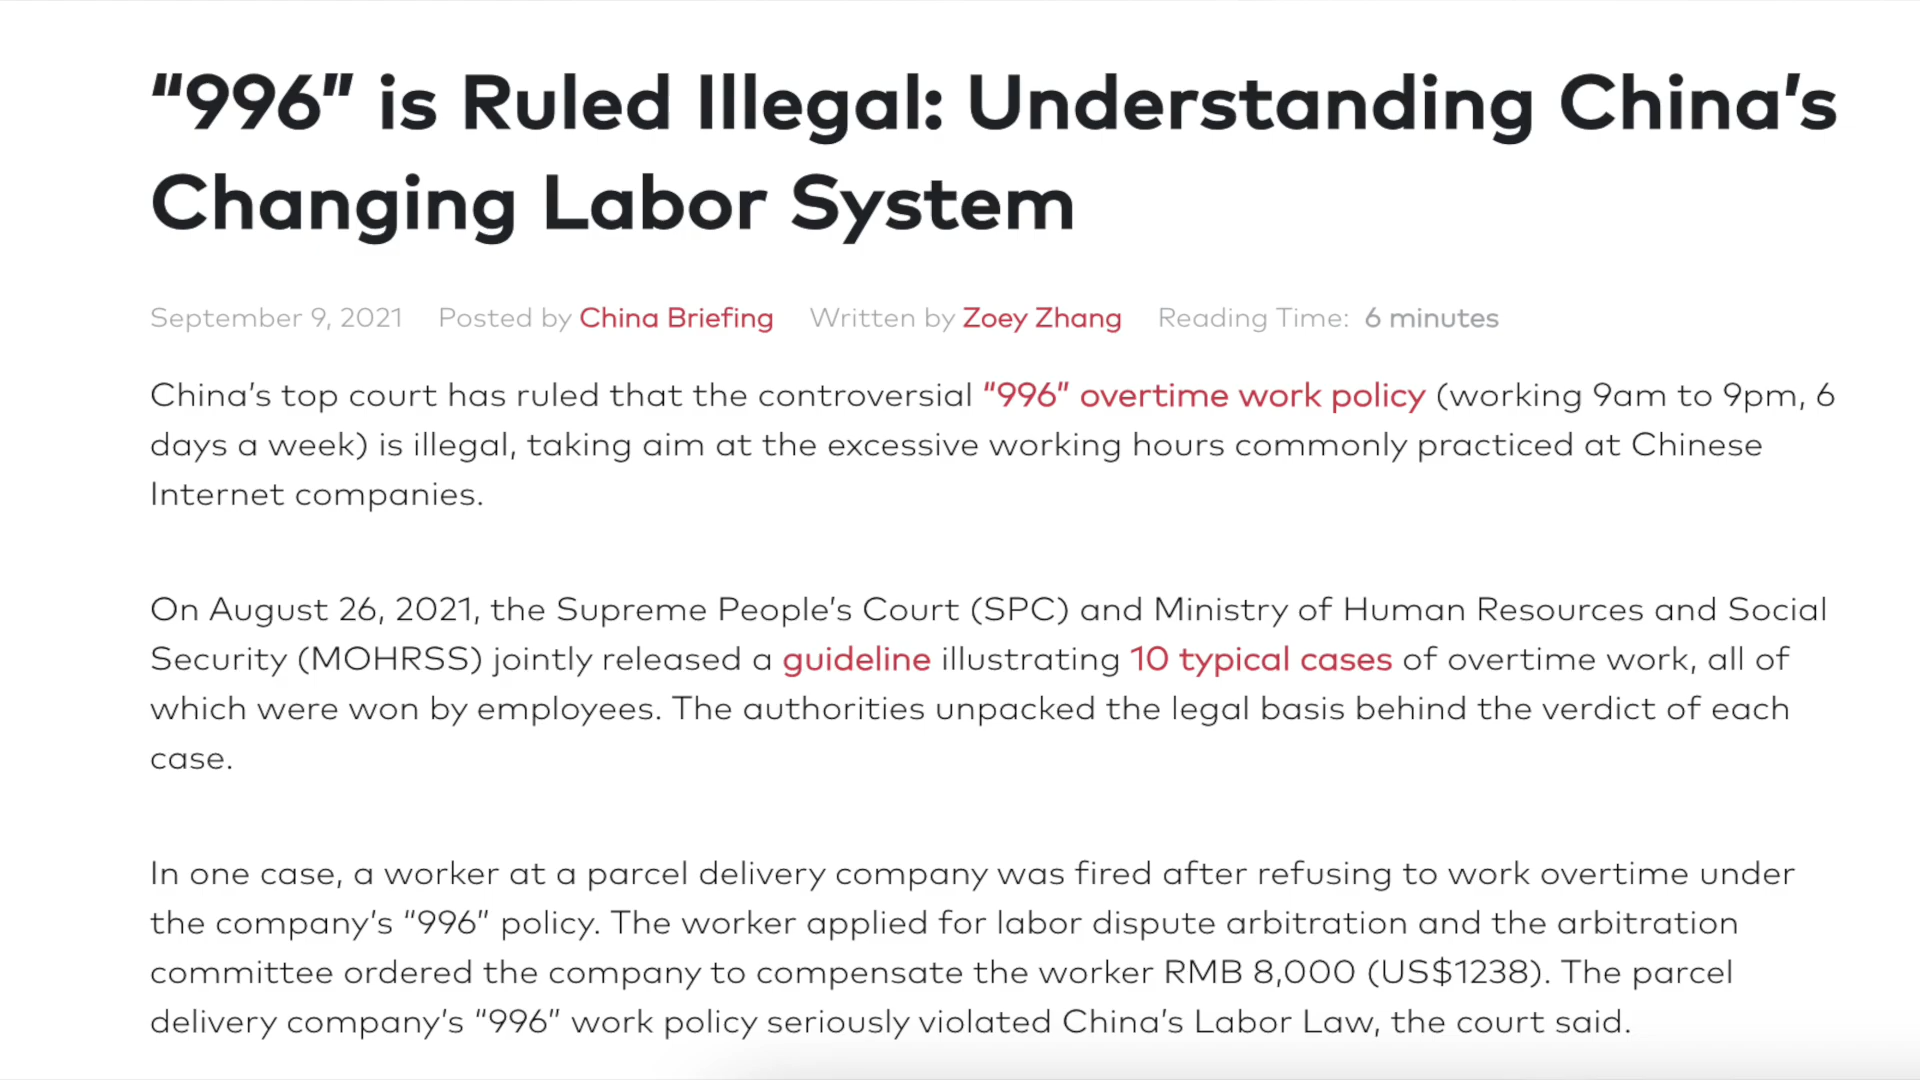 “996” is Ruled Illegal: Understanding China’s
Changing Labor System
September 9, 2021 Posted by China Briefing Written by Zoey Zhang Reading Time: 6 minutes
China’s top court has ruled that the controversial “996” overtime work policy (working 9am to 9pm, 6
days a week) is illegal, taking aim at the excessive working hours commonly practiced at Chinese
Internet companies.
On August 26, 2021, the Supreme People’s Court (SPC) and Ministry of Human Resources and Social
Security (MOHRSS) jointly released a guideline illustrating 10 typical cases of overtime work, all of
which were won by employees. The authorities unpacked the legal basis behind the verdict of each
case.
In one case, a worker at a parcel delivery company was fired after refusing to work overtime under
the company’s “996” policy. The worker applied for labor dispute arbitration and the arbitration
committee ordered the company to compensate the worker RMB 8,000 (US$1238). The parcel
delivery company’s “996” work policy seriously violated China’s Labor Law, the court said.